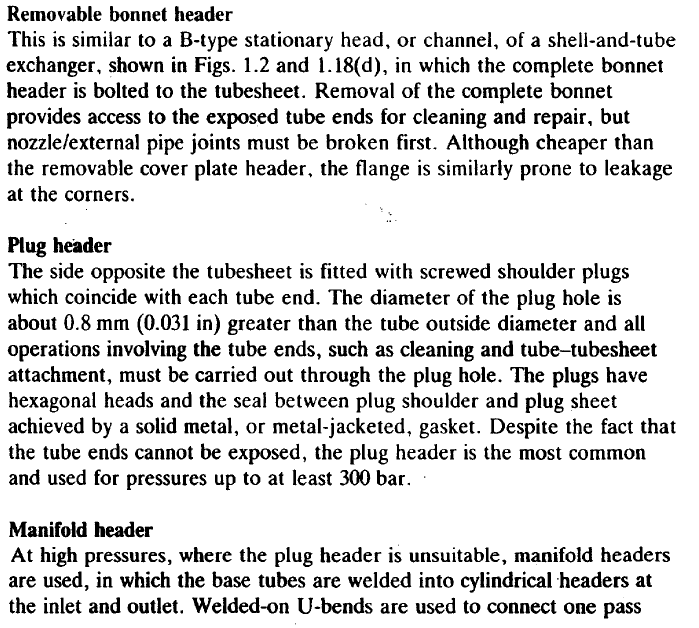 Removable bonnet header
This is similar to a B-type stationary head, or channel, of a shell-and-tube
exchanger, shown in Figs. 1.2 and 1.18(d), in which the complete bonnet
header is bolted to the tubesheet. Removal of the complete bonnet
provides access to the exposed tube ends for cleaning and repair, but
nozzle/external pipe joints must be broken first. Although cheaper than
the removable cover plate header, the flange is similarly prone to leakage
at the corners.
Plug header
The side opposite the tubesheet is fitted with screwed shoulder plugs
which coincide with each tube end. The diameter of the plug hole is
about 0.8 mm (0.031 in) greater than the tube outside diameter and all
operations involving the tube ends, such as cleaning and tube–tubesheet
attachment, must be carried out through the plug hole. The plugs have
hexagonal heads and the seal between plug shoulder and plug sheet
achieved by a solid metal, or metal-jacketed, gasket. Despite the fact that
the tube ends cannot be exposed, the plug header is the most common
and used for pressures up to at least 300 bar.
Manifold header
At high pressures, where the plug header is unsuitable, manifold headers
are used, in which the base tubes are welded into cylindrical headers at
the inlet and outlet. Welded-on U-bends are used to connect one pass